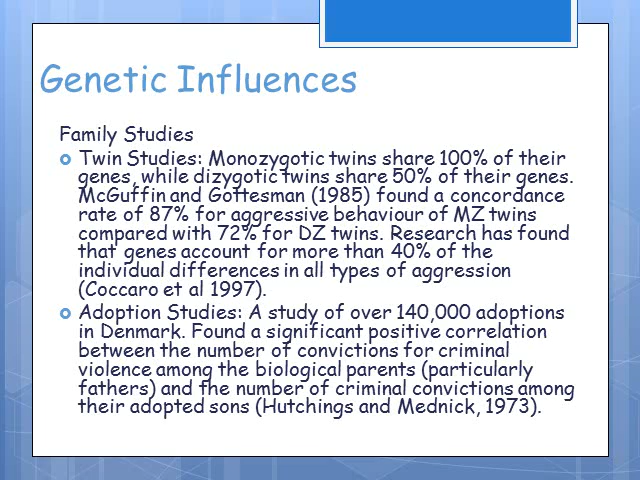 Genetic Influences
Family Studies
Twin Studies: Monozygotic twins share 100% of their
genes, while dizygotic twins share 50% of their genes.
McGuffin and Gottesman (1985) found a concordance
rate of 87% for aggressive behaviour of MZ twins
compared with 72% for DZ twins. Research has found
that genes account for more than 40% of the
individual differences in all types of aggression
(Coccaro et al 1997).
Adoption Studies: A study of over 140,000 adoptions
in Denmark. Found a significant positive correlation
between the number of convictions for criminal
violence among the biological parents (particularly
fathers) and the number of criminal convictions among
their adopted sons (Hutchings and Mednick, 1973).